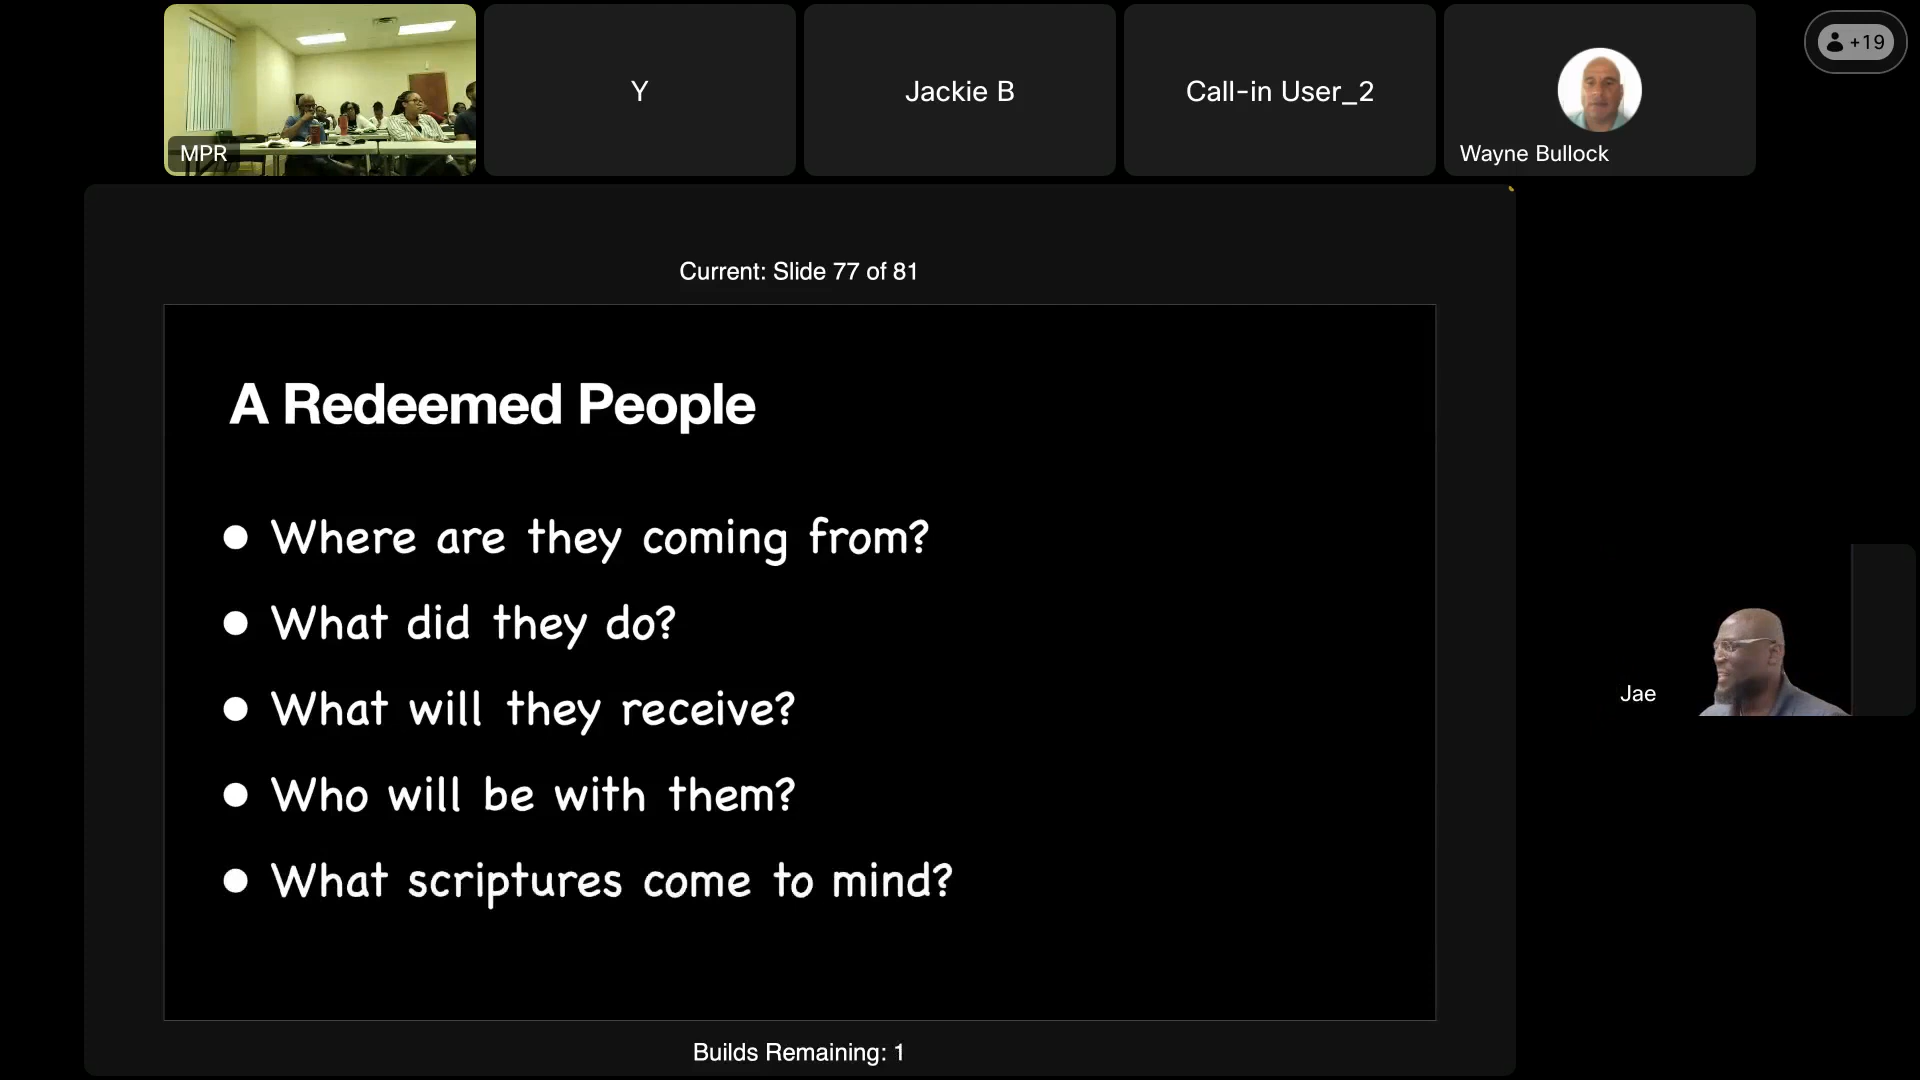 MPR
Y
Jackie B
Call-in User_2
Wayne Bullock
+19
Current: Slide 77 of 81
A Redeemed People
Where are they coming from?
What did they do?
What will they receive?
Who will be with them?
What scriptures come to mind?
Jae
Builds Remaining: 1